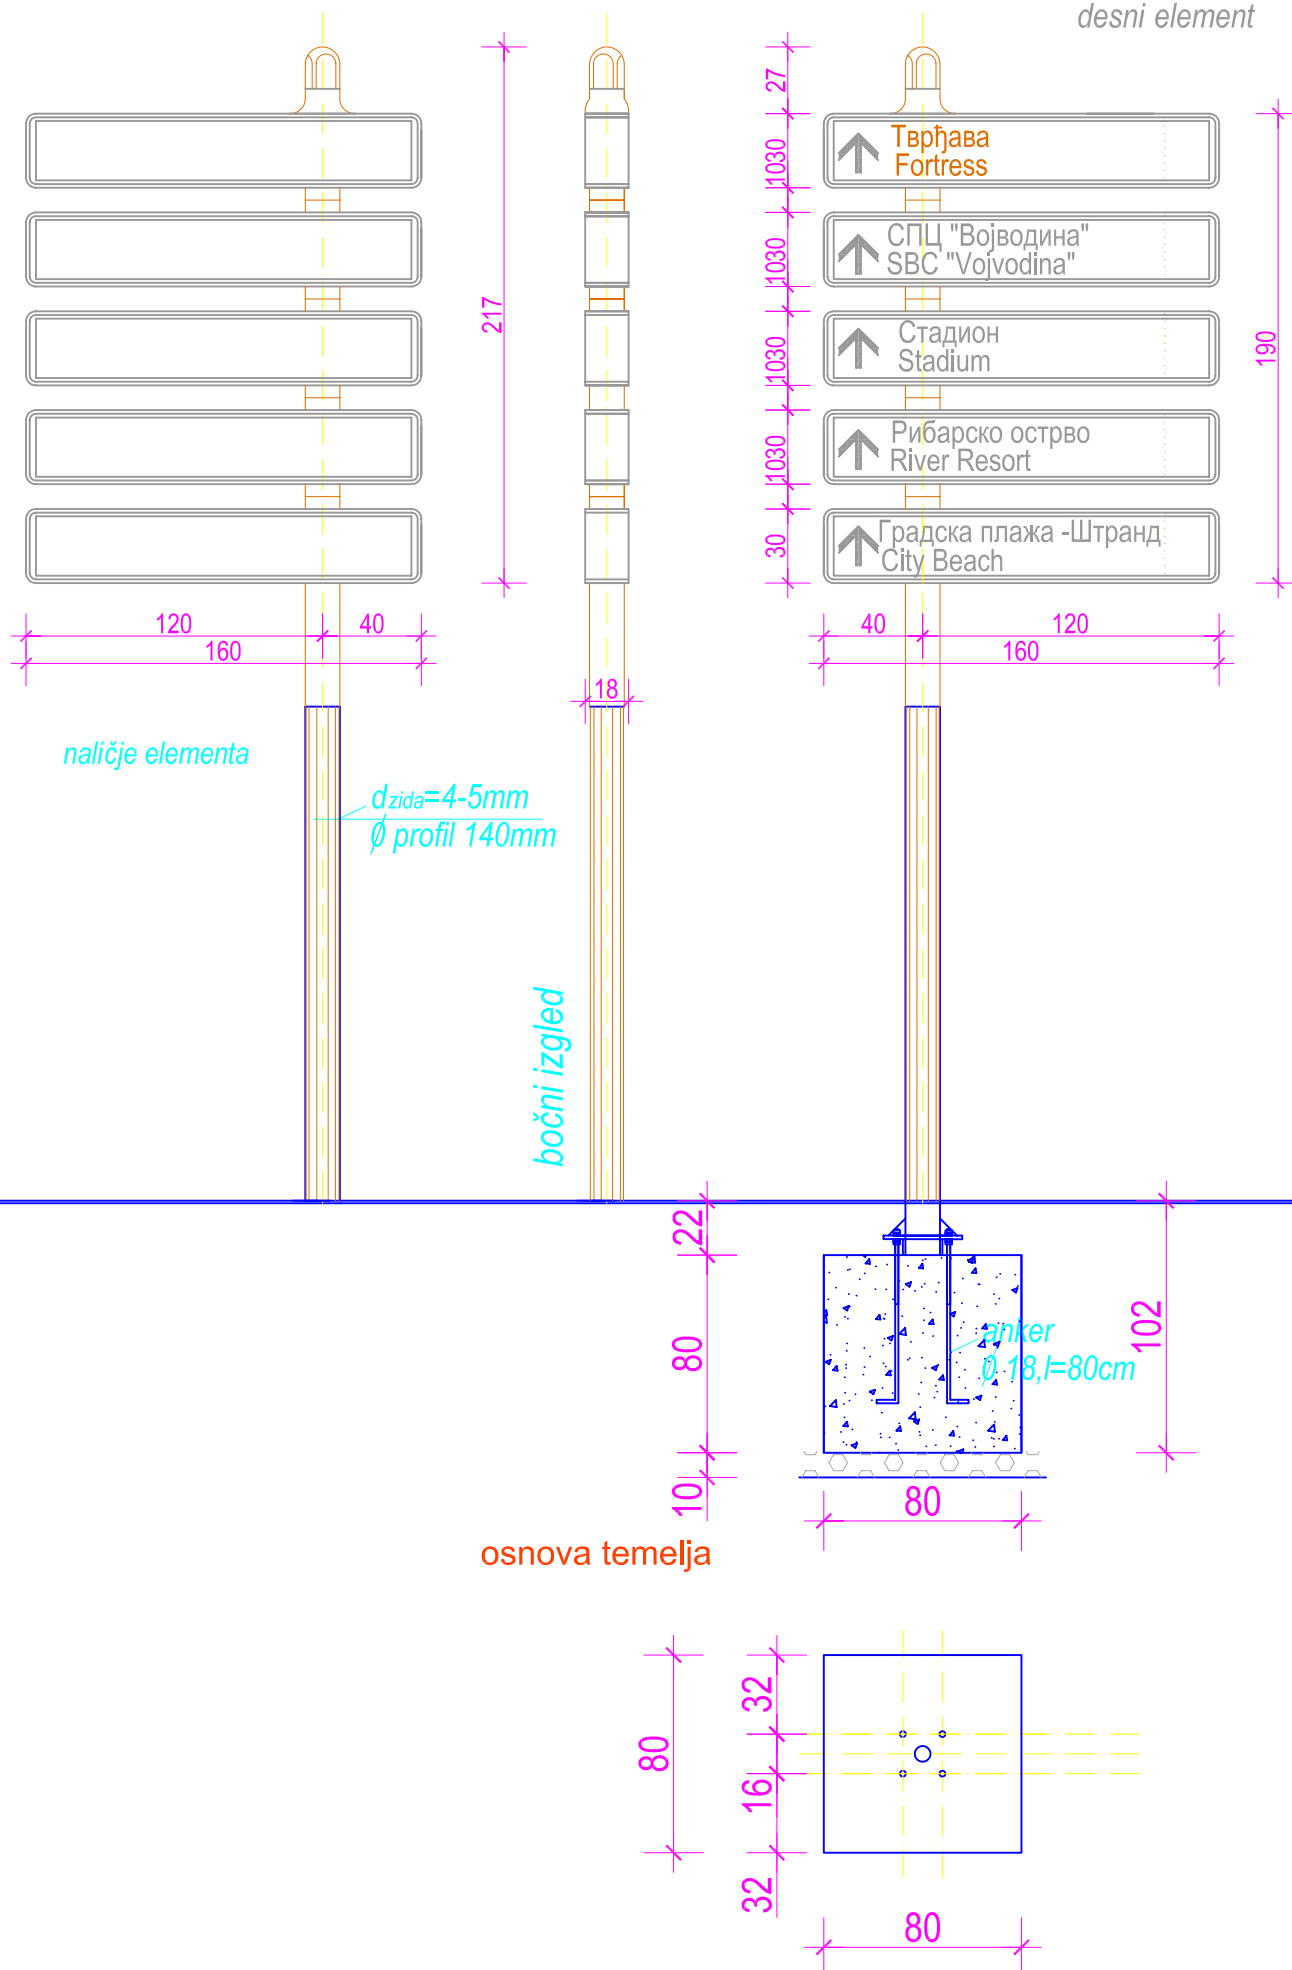 desni element
27
1030
1030
1030
1030
30
217
190
Тврђава
Fortress
СПЦ "Војводина"
SBC "Vojvodina"
Стадион
Stadium
Рибарско острво
River Resort
Градска плажа -Штранд
City Beach
120
40
160
18
40
120
160
naličje elementa
dzida=4-5mm
Ø profil 140mm
bočni izgled
22
80
10
102
anker
Ø 18,l=80cm
80
osnova temelja
80
32
16
32
80